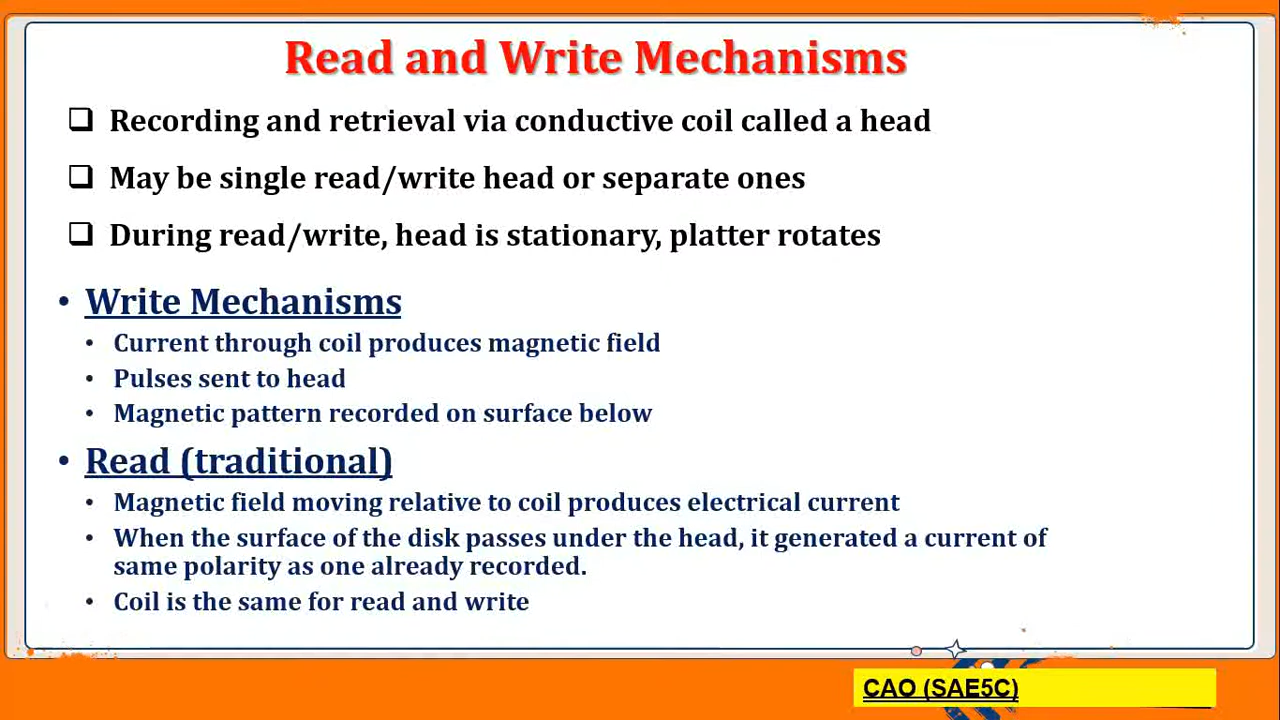 Read and Write Mechanisms
❑ Recording and retrieval via conductive coil called a head
❑ May be single read/write head or separate ones
❑ During read/write, head is stationary, platter rotates
• Write Mechanisms
• Current through coil produces magnetic field
• Pulses sent to head
• Magnetic pattern recorded on surface below
• Read (traditional)
• Magnetic field moving relative to coil produces electrical current
• When the surface of the disk passes under the head, it generated a current of
same polarity as one already recorded.
• Coil is the same for read and write
CAO (SAE5C)